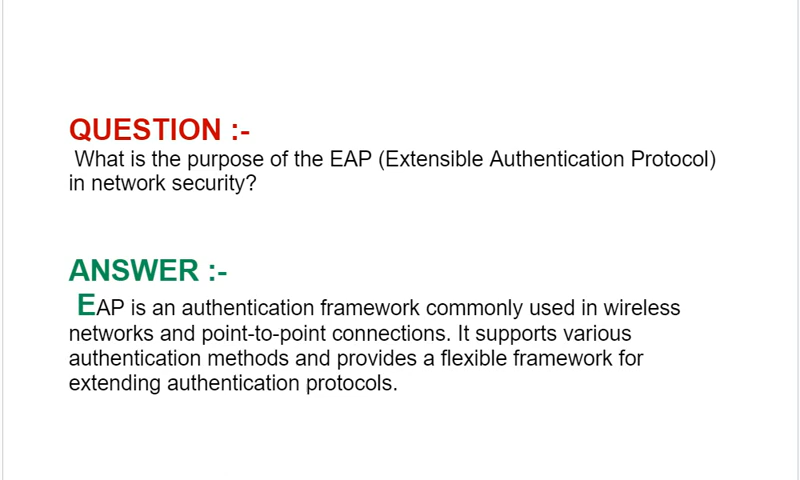 QUESTION :-
What is the purpose of the EAP (Extensible Authentication Protocol)
in network security?
ANSWER :-
EAP is an authentication framework commonly used in wireless
networks and point-to-point connections. It supports various
authentication methods and provides a flexible framework for
extending authentication protocols.